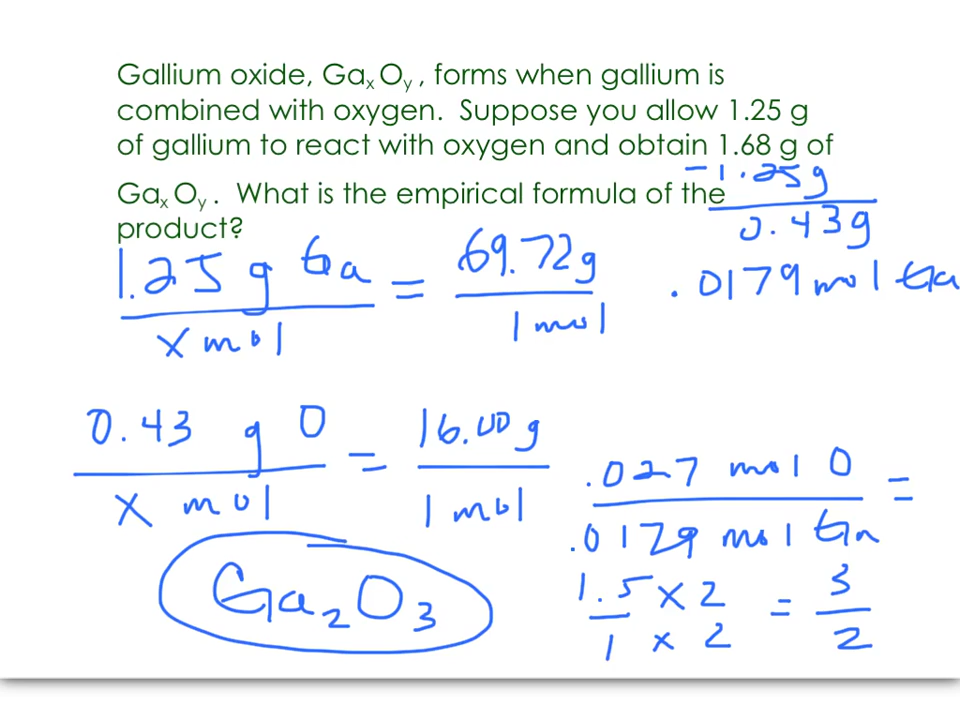 Gallium oxide, GaxOy, forms when gallium is
combined with oxygen. Suppose you allow 1.25 g
of gallium to react with oxygen and obtain 1.68 g of
GaxOy. What is the empirical formula of the
product?
-1.25g
0.43g
1.25 g Ga = 69.72g
x mol 1 mol
.0179 mol Ga
0.43 g O = 16.00 g
x mol 1 mol
.027 mol O =
.0179 mol Ga
1.5 x 2 = 3
1 x 2 2
Ga2O3